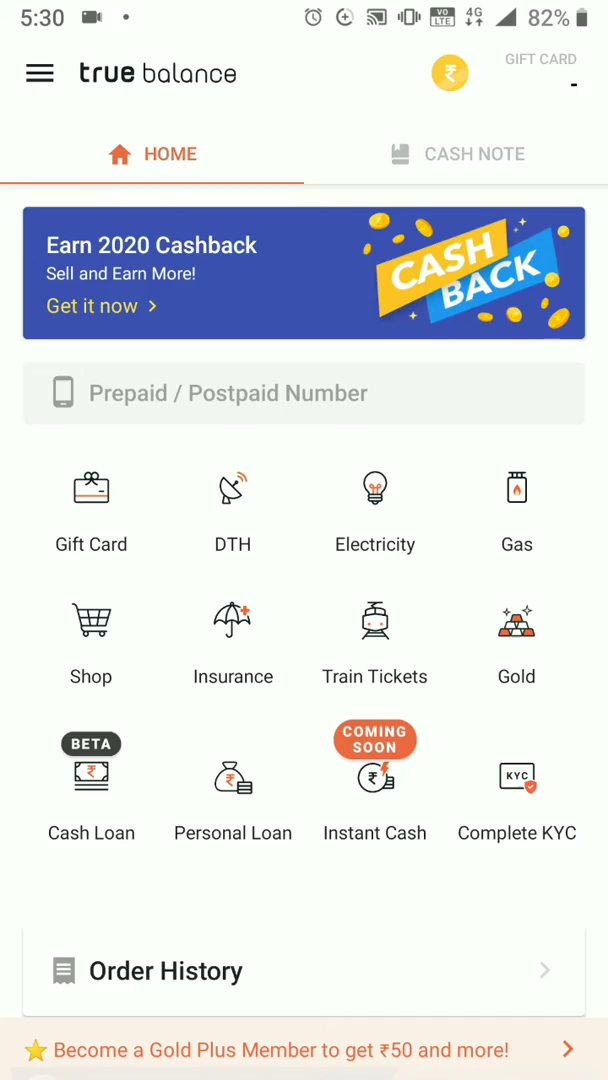 5:30
VO
LTE
4G
82%
true balance
GIFT CARD
-
HOME
CASH NOTE
Earn 2020 Cashback
Sell and Earn More!
Get it now >
CASH
BACK
Prepaid / Postpaid Number
Gift Card
DTH
Electricity
Gas
Shop
Insurance
Train Tickets
Gold
BETA
COMING
SOON
KYC
Cash Loan
Personal Loan
Instant Cash
Complete KYC
Order History
Become a Gold Plus Member to get ₹50 and more!